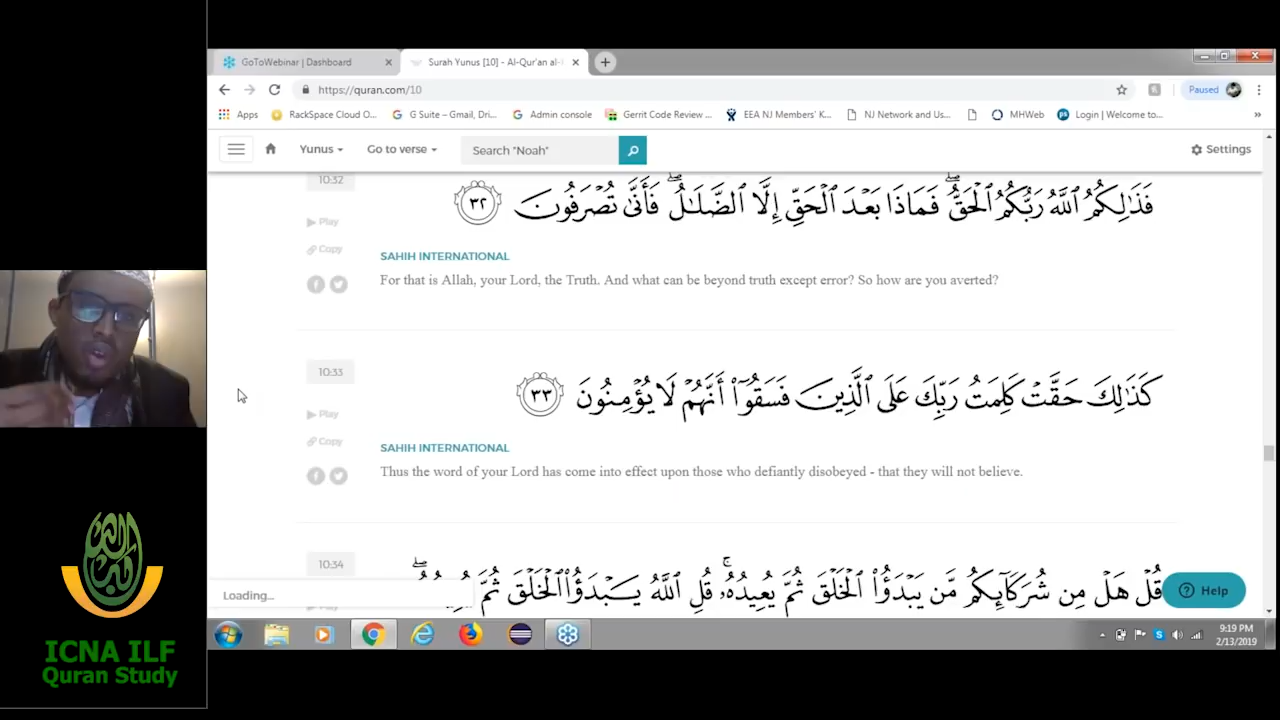 GoToWebinar | Dashboard
Surah Yunus [10] - Al-Qur'an al-
https://quran.com/10
Paused
Apps
RackSpace Cloud O...
G Suite – Gmail, Dri...
Admin console
Gerrit Code Review ...
EEA NJ Members' K...
NJ Network and Us...
MHWeb
Login | Welcome to...
Yunus
Go to verse
Search "Noah"
Settings
10:32
فَذَٰلِكُمُ ٱللَّهُ رَبُّكُمُ ٱلْحَقُّ ۖ فَمَاذَا بَعْدَ ٱلْحَقِّ إِلَّا ٱلضَّلَـٰلُ ۖ فَأَنَّىٰ تُصْرَفُونَ ٣٢
Play
Copy
SAHIH INTERNATIONAL
For that is Allah, your Lord, the Truth. And what can be beyond truth except error? So how are you averted?
10:33
كَذَٰلِكَ حَقَّتْ كَلِمَتُ رَبِّكَ عَلَى ٱلَّذِينَ فَسَقُوٓا۟ أَنَّهُمْ لَا يُؤْمِنُونَ ٣٣
Play
Copy
SAHIH INTERNATIONAL
Thus the word of your Lord has come into effect upon those who defiantly disobeyed - that they will not believe.
10:34
قُلْ هَلْ مِن شُرَكَآئِكُم مَّن يَبْدَؤُا۟ ٱلْخَلْقَ ثُمَّ يُعِيدُهُۥ ۚ قُلِ ٱللَّهُ يَبْدَؤُا۟ ٱلْخَلْقَ ثُمَّ
Loading...
Help
9:19 PM
2/13/2019
ICNA ILF
Quran Study